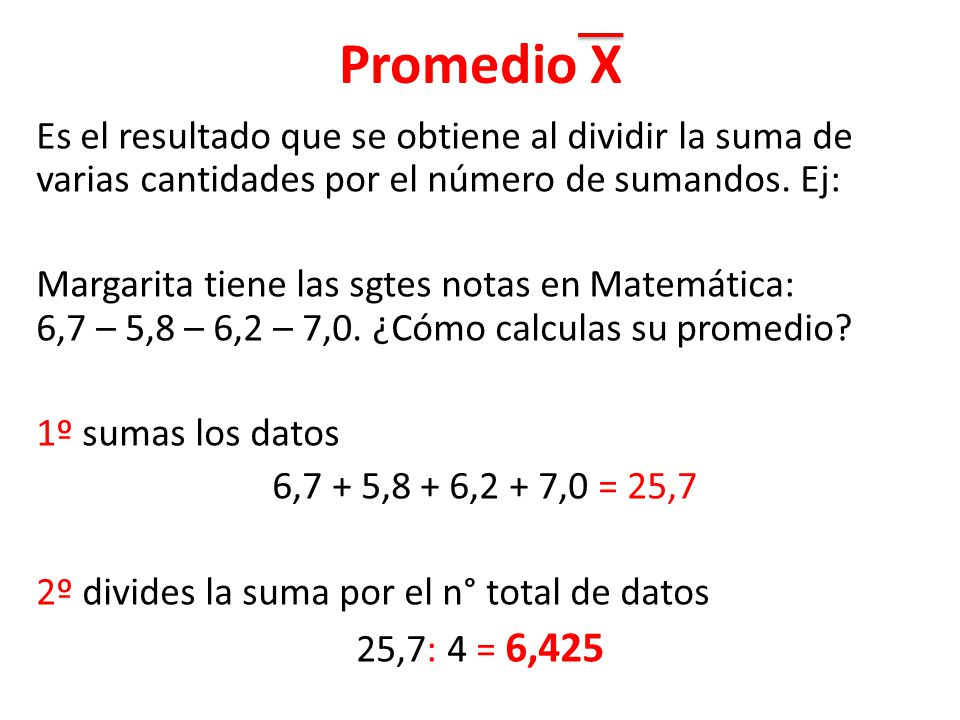 Promedio X̅
Es el resultado que se obtiene al dividir la suma de
varias cantidades por el número de sumandos. Ej:
Margarita tiene las sgtes notas en Matemática:
6,7 – 5,8 – 6,2 – 7,0. ¿Cómo calculas su promedio?
1º sumas los datos
6,7 + 5,8 + 6,2 + 7,0 = 25,7
2º divides la suma por el n° total de datos
25,7: 4 = 6,425